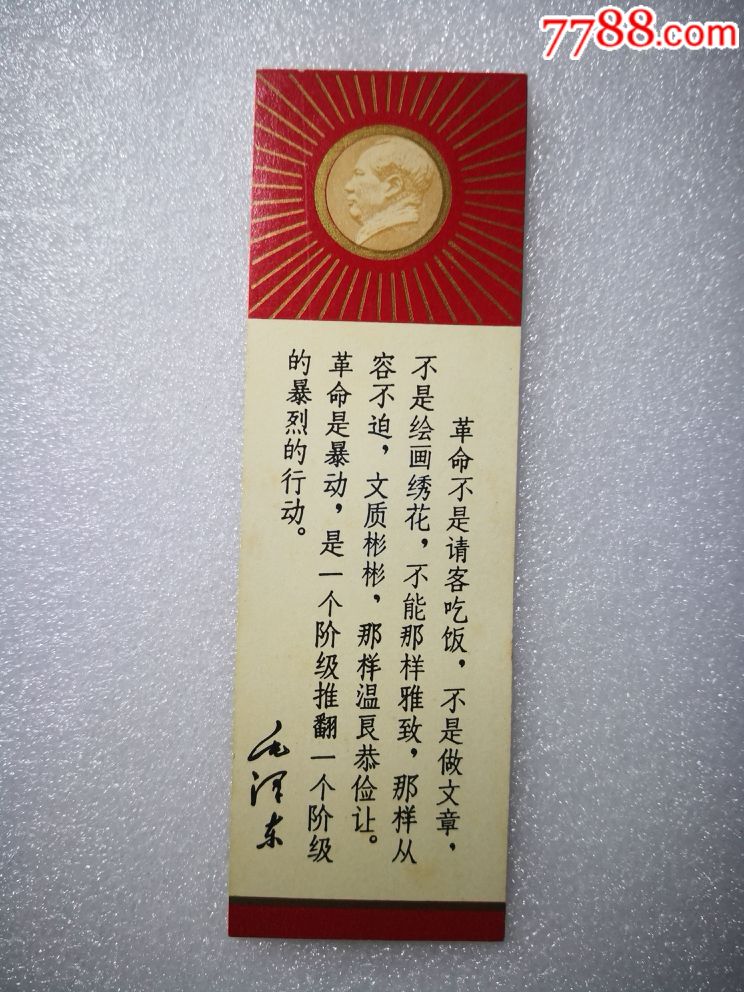 7788.com
革命不是请客吃饭，不是做文章，
不是绘画绣花，不能那样雅致，那样从
容不迫，文质彬彬，那样温良恭俭让。
革命是暴动，是一个阶级推翻一个阶级
的暴烈的行动。
毛泽东